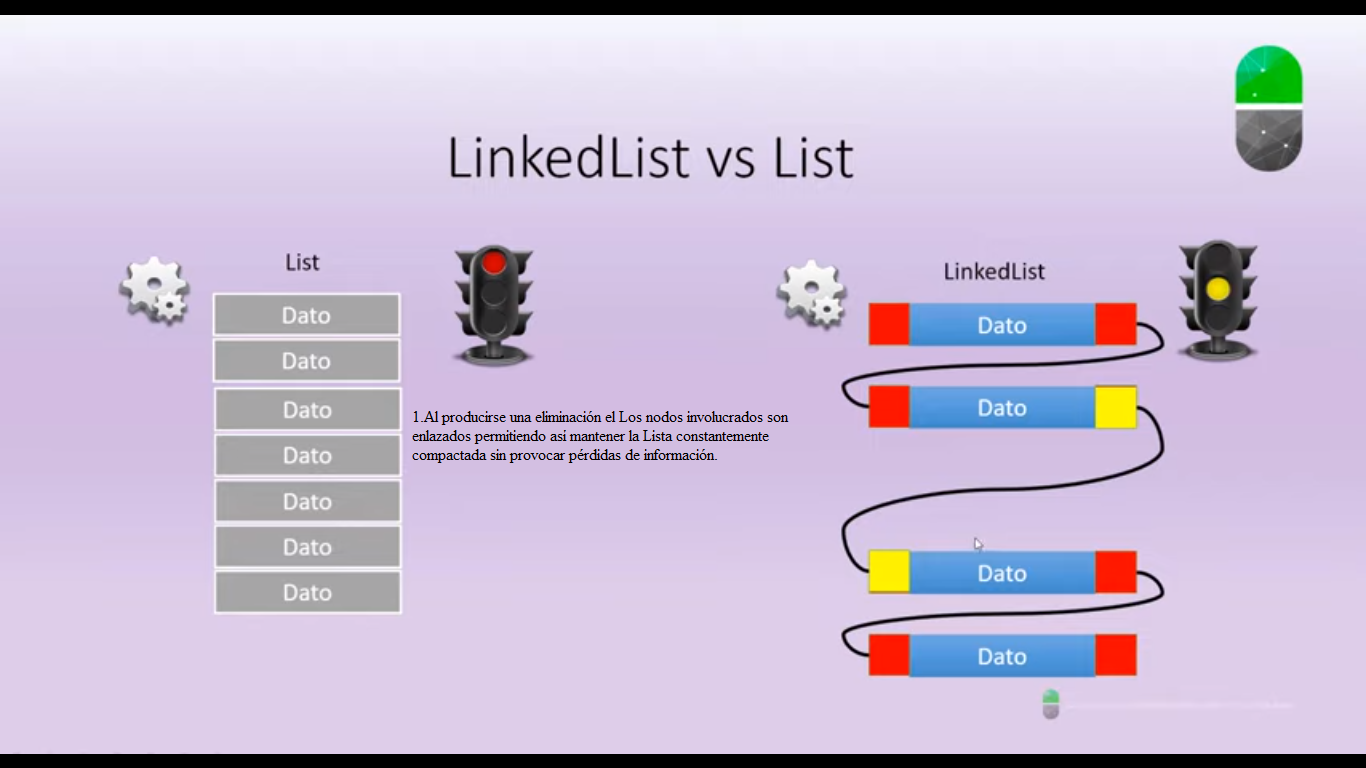 LinkedList vs List
List
Dato
Dato
Dato
Dato
Dato
Dato
Dato
1.Al producirse una eliminación el Los nodos involucrados son
enlazados permitiendo asi mantener la Lista constantemente
compactada sin provocar pérdidas de información.
LinkedList
Dato
Dato
Dato
Dato